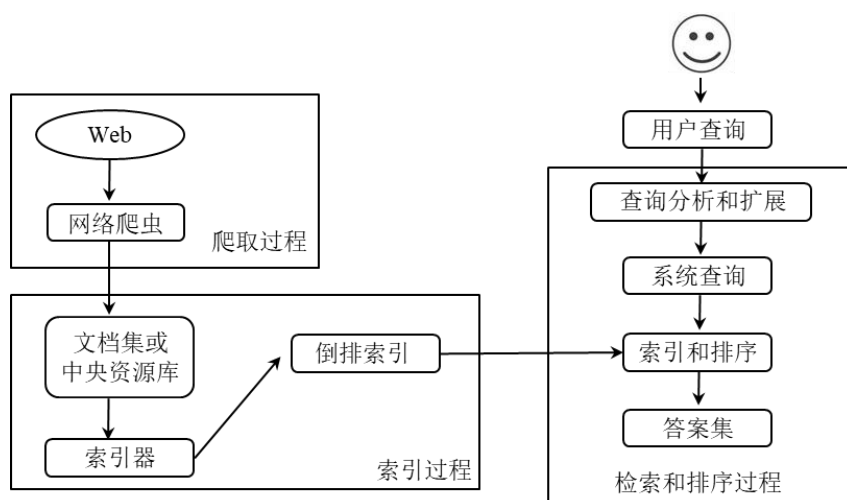 Web
网络爬虫
爬取过程
文档集或
中央资源库
索引器
倒排索引
索引过程
用户查询
查询分析和扩展
系统查询
索引和排序
答案集
检索和排序过程